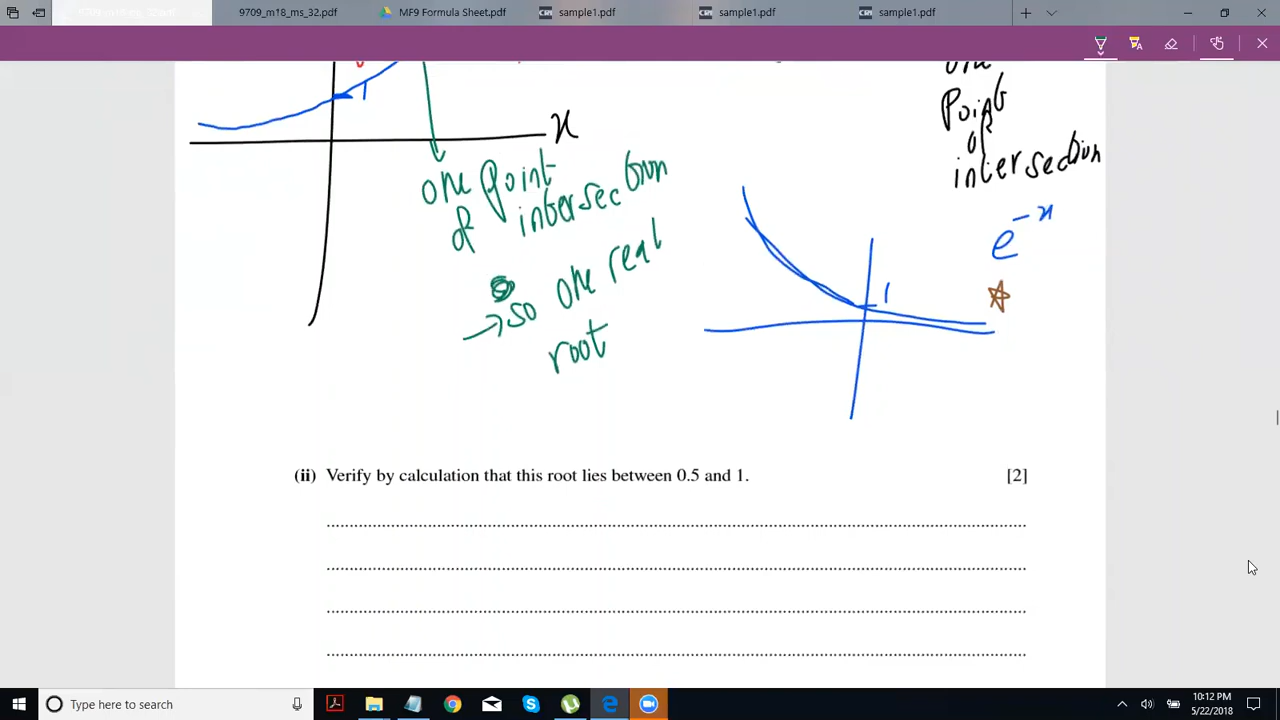 9709_m18_ms_32.pdf
MF9 Formula Sheet.pdf
sample1.pdf
sample1.pdf
sample1.pdf
1
x
one point
of intersection
→ so one real
root
one
Point
of
intersection
e^-x
1
(ii) Verify by calculation that this root lies between 0.5 and 1. [2]
Type here to search
10:12 PM
5/22/2018